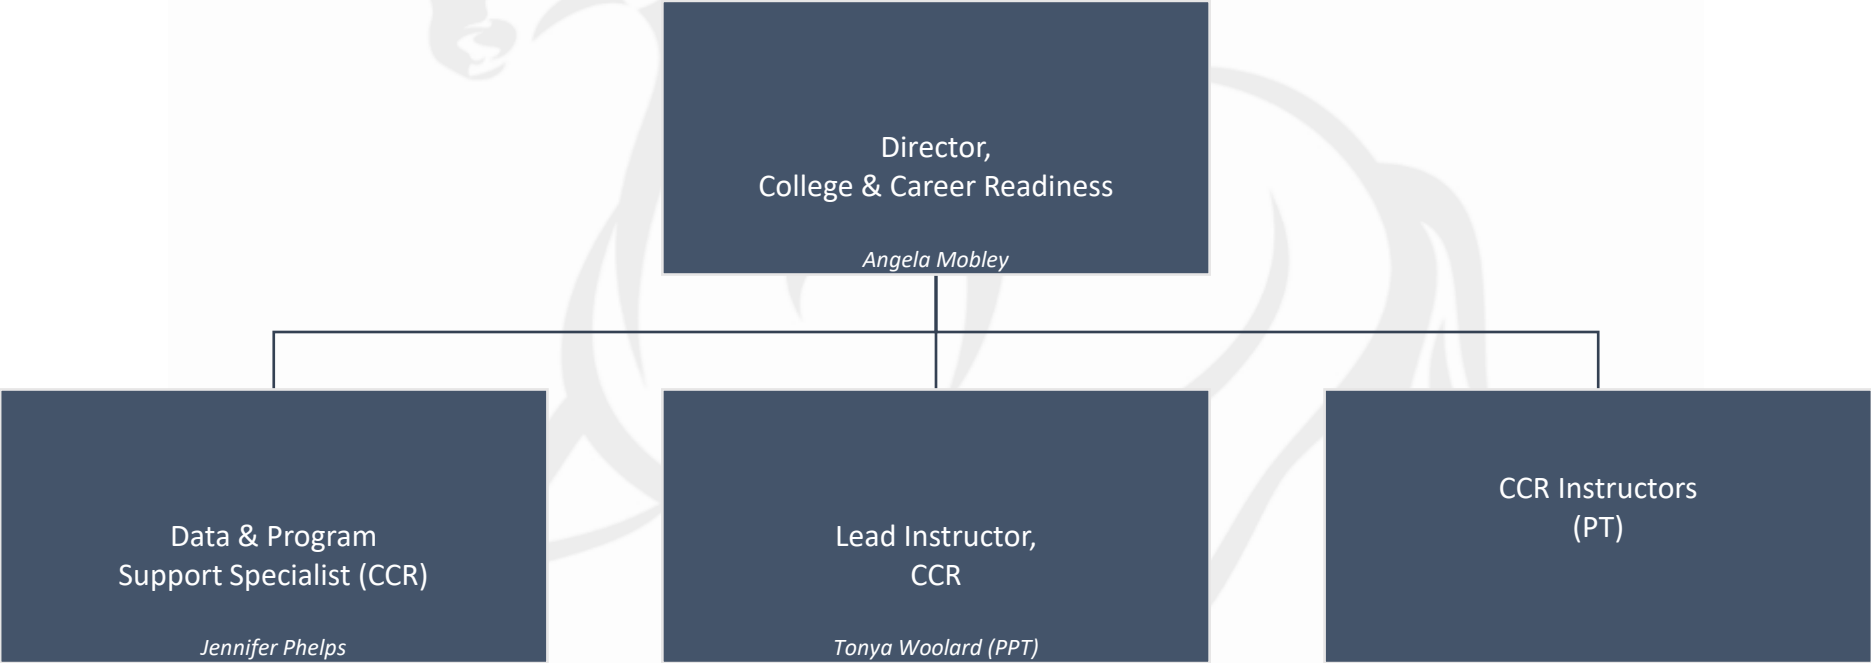 Director,
College & Career Readiness
Angela Mobley
Data & Program
Support Specialist (CCR)
Jennifer Phelps
Lead Instructor,
CCR
Tonya Woolard (PPT)
CCR Instructors
(PT)